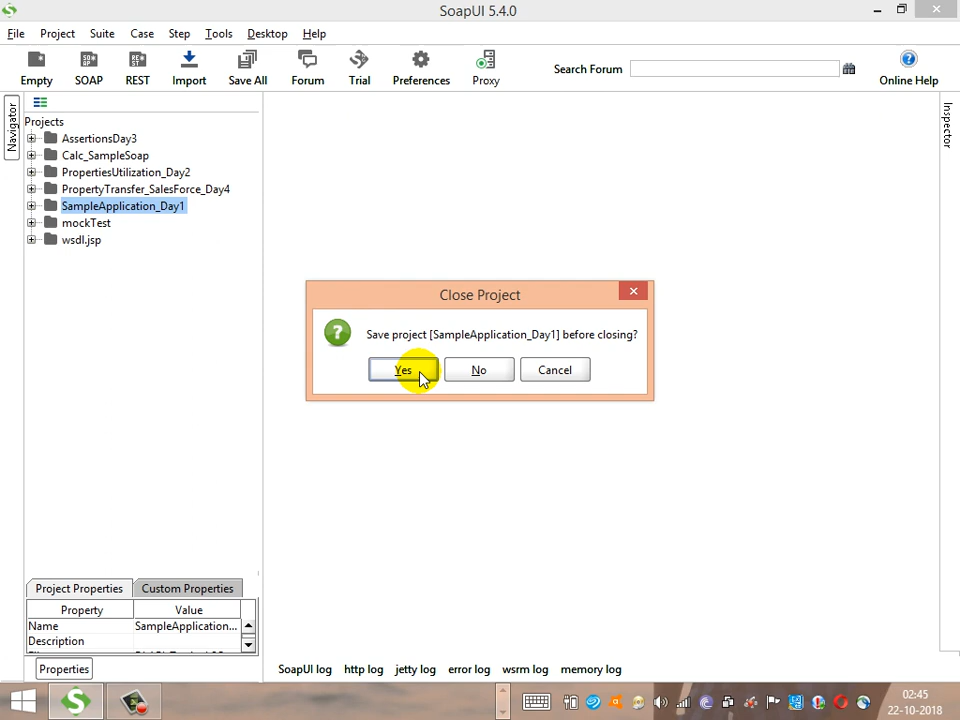 SoapUI 5.4.0
File Project Suite Case Step Tools Desktop Help
Empty SOAP REST Import Save All Forum Trial Preferences Proxy Search Forum Online Help
Navigator
Inspector
Projects
AssertionsDay3
Calc_SampleSoap
PropertiesUtilization_Day2
PropertyTransfer_SalesForce_Day4
SampleApplication_Day1
mockTest
wsdl.jsp
Close Project
Save project [SampleApplication_Day1] before closing?
Yes No Cancel
Project Properties Custom Properties
Property Value
Name SampleApplication...
Description
Properties
SoapUI log http log jetty log error log wsrm log memory log
02:45
22-10-2018